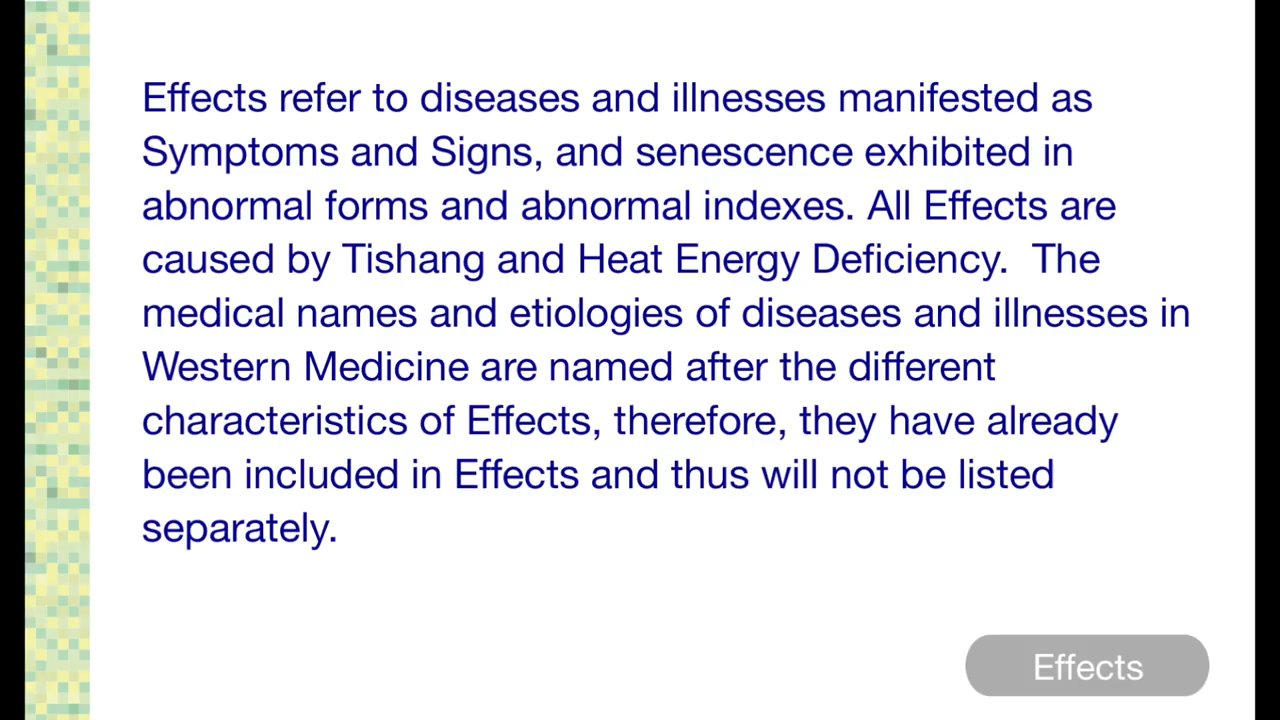 Effects refer to diseases and illnesses manifested as
Symptoms and Signs, and senescence exhibited in
abnormal forms and abnormal indexes. All Effects are
caused by Tishang and Heat Energy Deficiency.  The
medical names and etiologies of diseases and illnesses in
Western Medicine are named after the different
characteristics of Effects, therefore, they have already
been included in Effects and thus will not be listed
separately.
Effects